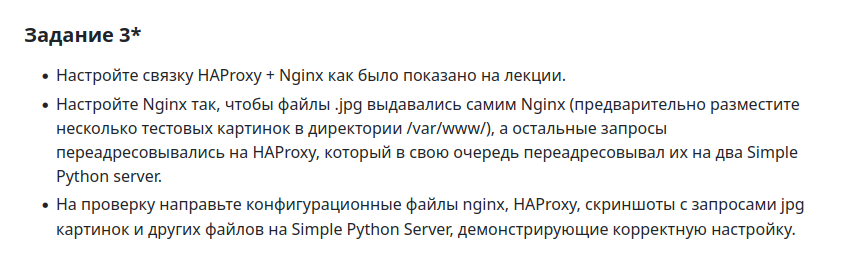 Задание 3*
• Настройте связку HAProxy + Nginx как было показано на лекции.
• Настройте Nginx так, чтобы файлы .jpg выдавались самим Nginx (предварительно разместите
несколько тестовых картинок в директории /var/www/), а остальные запросы
переадресовывались на HAProxy, который в свою очередь переадресовывал их на два Simple
Python server.
• На проверку направьте конфигурационные файлы nginx, HAProxy, скриншоты с запросами jpg
картинок и других файлов на Simple Python Server, демонстрирующие корректную настройку.